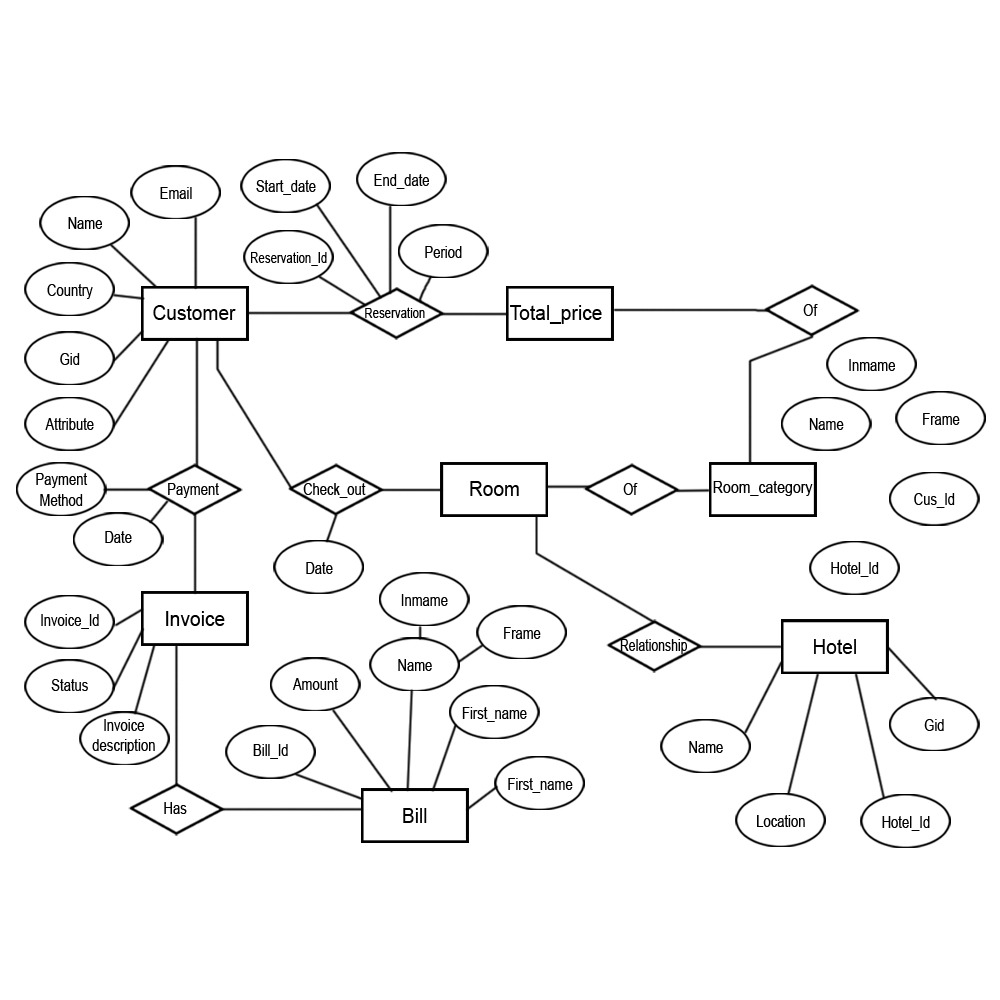 Email
Start_date
End_date
Name
Reservation_Id
Period
Country
Customer
Reservation
Total_price
Of
Gid
Inmame
Attribute
Name
Frame
Payment
Method
Payment
Check_out
Room
Of
Room_category
Cus_Id
Date
Date
Hotel_Id
Inmame
Invoice_Id
Invoice
Frame
Relationship
Hotel
Name
Status
Amount
First_name
Invoice
description
Bill_Id
Name
Gid
First_name
Has
Bill
Location
Hotel_Id